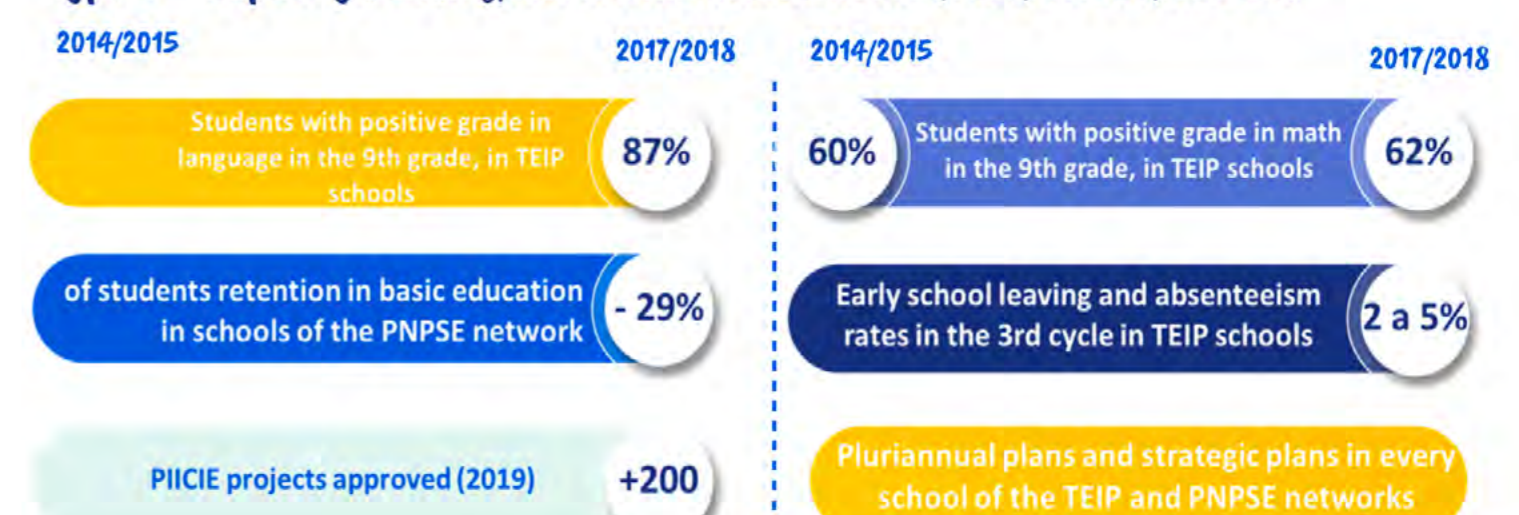 2014/2015
2017/2018
Students with positive grade in
language in the 9th grade, in TEIP
schools
87%
of students retention in basic education
in schools of the PNPSE network
- 29%
PIICIE projects approved (2019)
+200
2014/2015
2017/2018
60%
Students with positive grade in math
in the 9th grade, in TEIP schools
62%
Early school leaving and absenteeism
rates in the 3rd cycle in TEIP schools
2 a 5%
Pluriannual plans and strategic plans in every
school of the TEIP and PNPSE networks